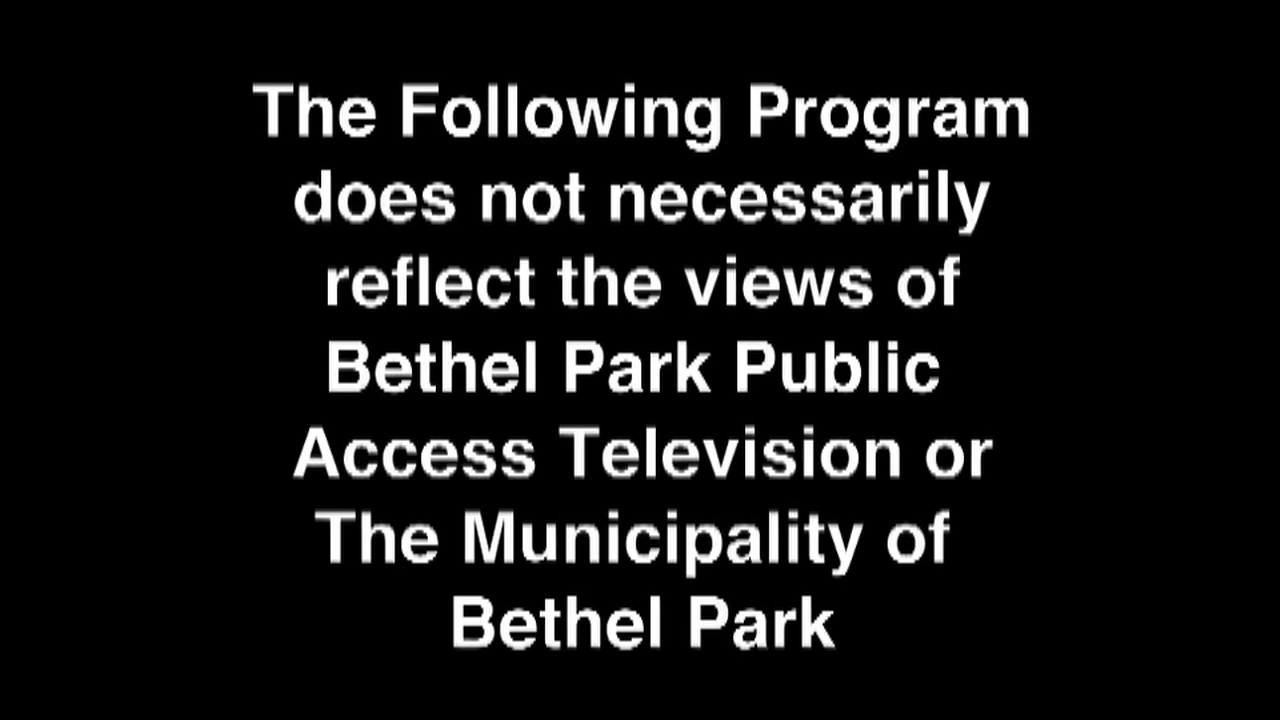 The Following Program
does not necessarily
reflect the views of
Bethel Park Public
Access Television or
The Municipality of
Bethel Park